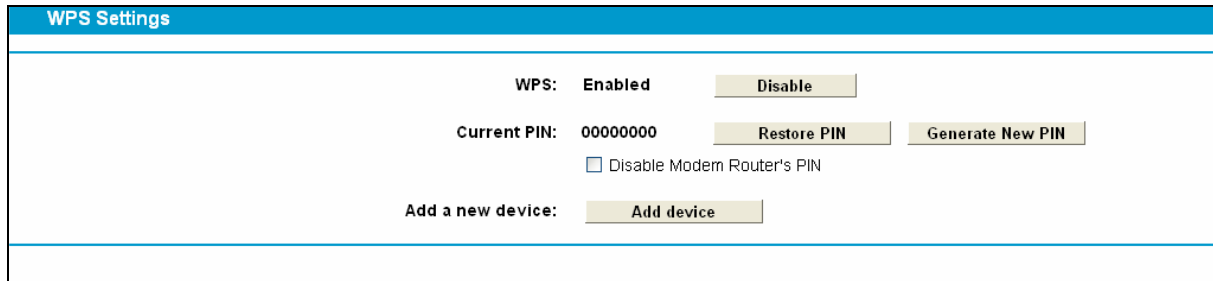 WPS Settings
WPS: Enabled Disable
Current PIN: 00000000 Restore PIN Generate New PIN
Disable Modem Router's PIN
Add a new device: Add device